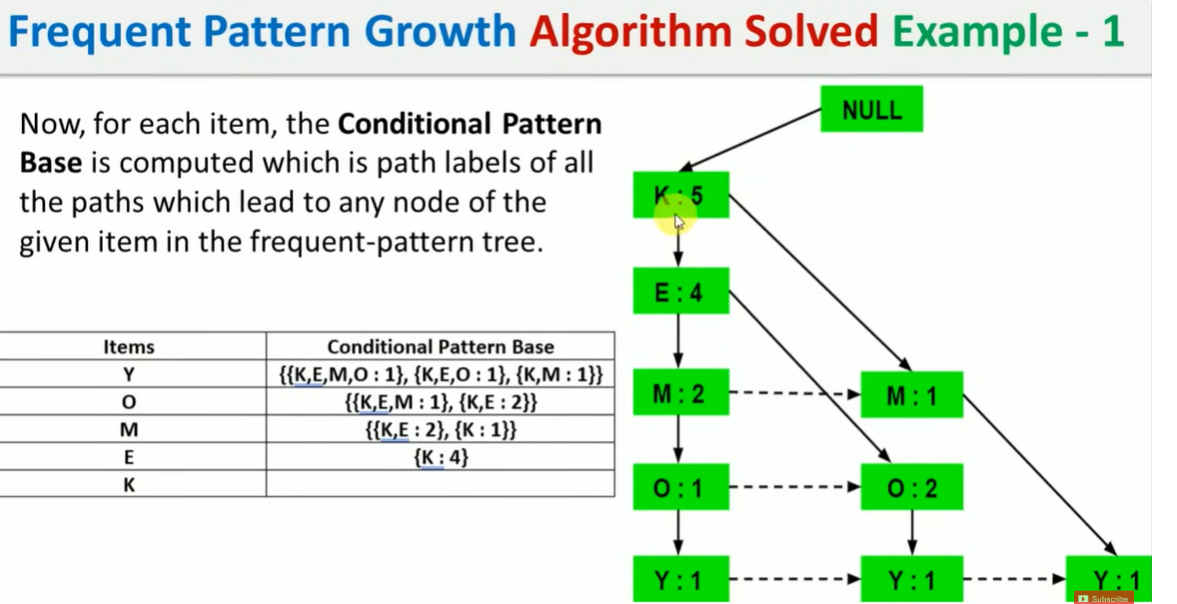 Frequent Pattern Growth Algorithm Solved Example - 1
Now, for each item, the Conditional Pattern
Base is computed which is path labels of all
the paths which lead to any node of the
given item in the frequent-pattern tree.
Items Conditional Pattern Base
Y {{K,E,M,O : 1}, {K,E,O : 1}, {K,M : 1}}
O {{K,E,M : 1}, {K,E : 2}}
M {{K,E : 2}, {K : 1}}
E {K : 4}
K
NULL
K : 5
E : 4
M : 2 M : 1
O : 1 O : 2
Y : 1 Y : 1 Y : 1
Subscribe